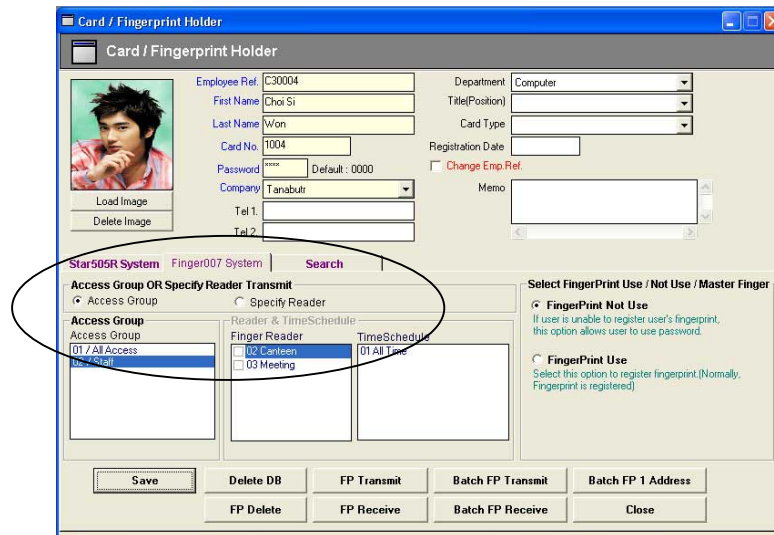 Card / Fingerprint Holder
Card / Fingerprint Holder
Employee Ref. C30004
First Name Choi Si
Last Name Won
Card No. 1004
Password **** Default : 0000
Company Tanabutr
Tel 1.
Tel 2.
Department Computer
Title(Position)
Card Type
Registration Date
Change Emp.Ref.
Memo
Load Image
Delete Image
Star505R System Finger007 System Search
Access Group OR Specify Reader Transmit
Access Group Specify Reader
Access Group
Access Group
01 / All Access
02 / Staff
Reader & TimeSchedule
Finger Reader TimeSchedule
02 Canteen 01 All Time
03 Meeting
Select FingerPrint Use / Not Use / Master Finger
FingerPrint Not Use
If user is unable to register user's fingerprint,
this option allows user to use password.
FingerPrint Use
Select this option to register fingerprint.(Normally,
Fingerprint is registered)
Save Delete DB FP Transmit Batch FP Transmit Batch FP 1 Address
FP Delete FP Receive Batch FP Receive Close